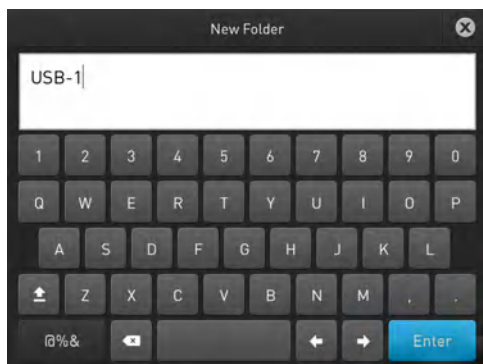 New Folder
USB-1
1 2 3 4 5 6 7 8 9 0
Q W E R T Y U I O P
A S D F G H J K L
Z X C V B N M , .
@%& Enter